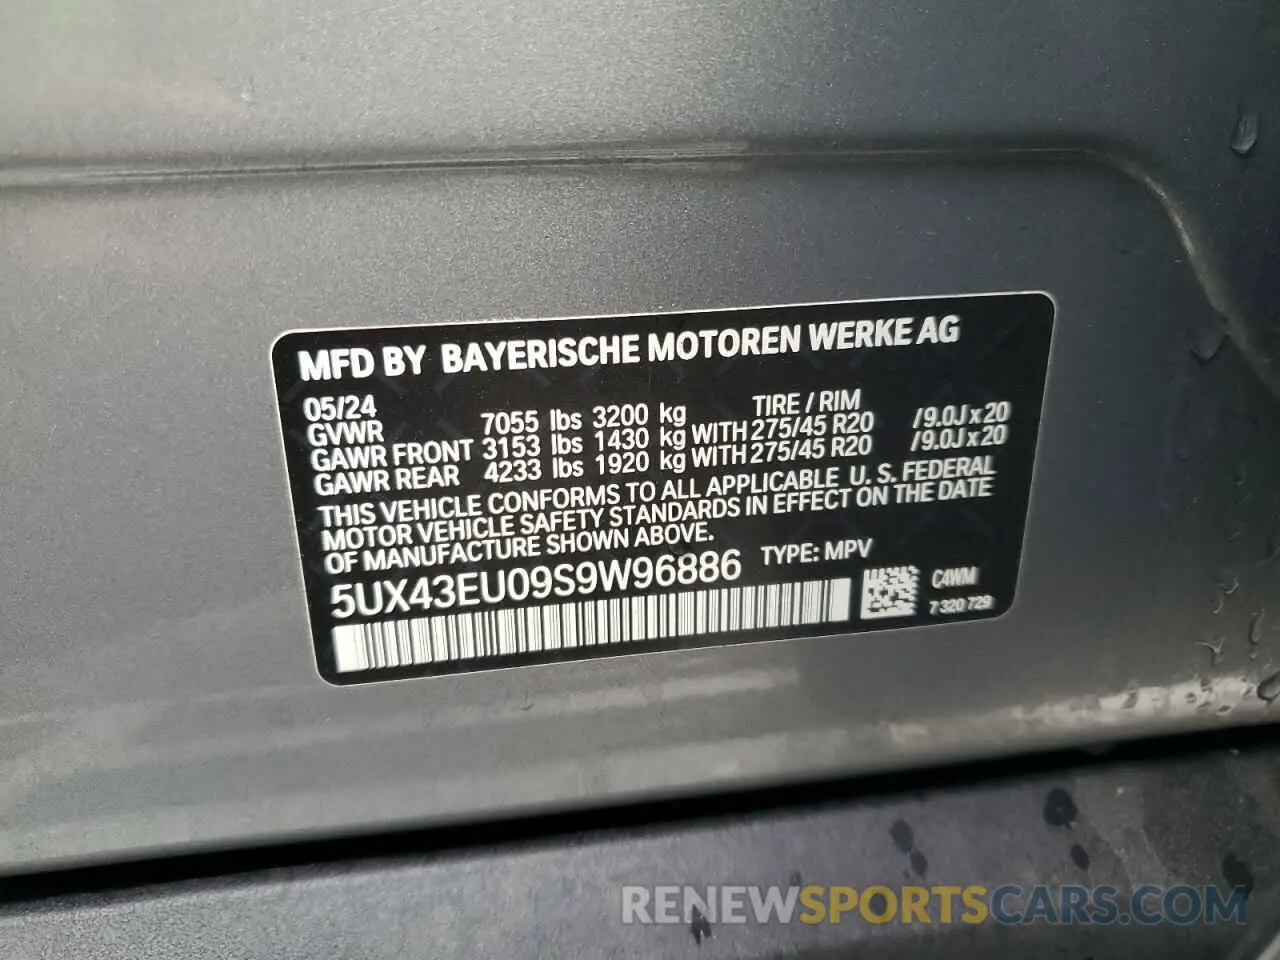 MFD BY BAYERISCHE MOTOREN WERKE AG
05/24 TIRE / RIM
GVWR 7055 lbs 3200 kg
GAWR FRONT 3153 lbs 1430 kg WITH 275/45 R20 /9.0J x 20
GAWR REAR 4233 lbs 1920 kg WITH 275/45 R20 /9.0J x 20
THIS VEHICLE CONFORMS TO ALL APPLICABLE U. S. FEDERAL
MOTOR VEHICLE SAFETY STANDARDS IN EFFECT ON THE DATE
OF MANUFACTURE SHOWN ABOVE.
5UX43EU09S9W96886 TYPE: MPV
C4WM
7 320 729
RENEWSPORTSCARS.COM